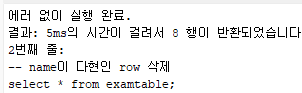 에러 없이 실행 완료.
결과: 5ms의 시간이 걸려서 8 행이 반환되었습니다
2번째 줄:
-- name이 다현인 row 삭제
select * from examtable;